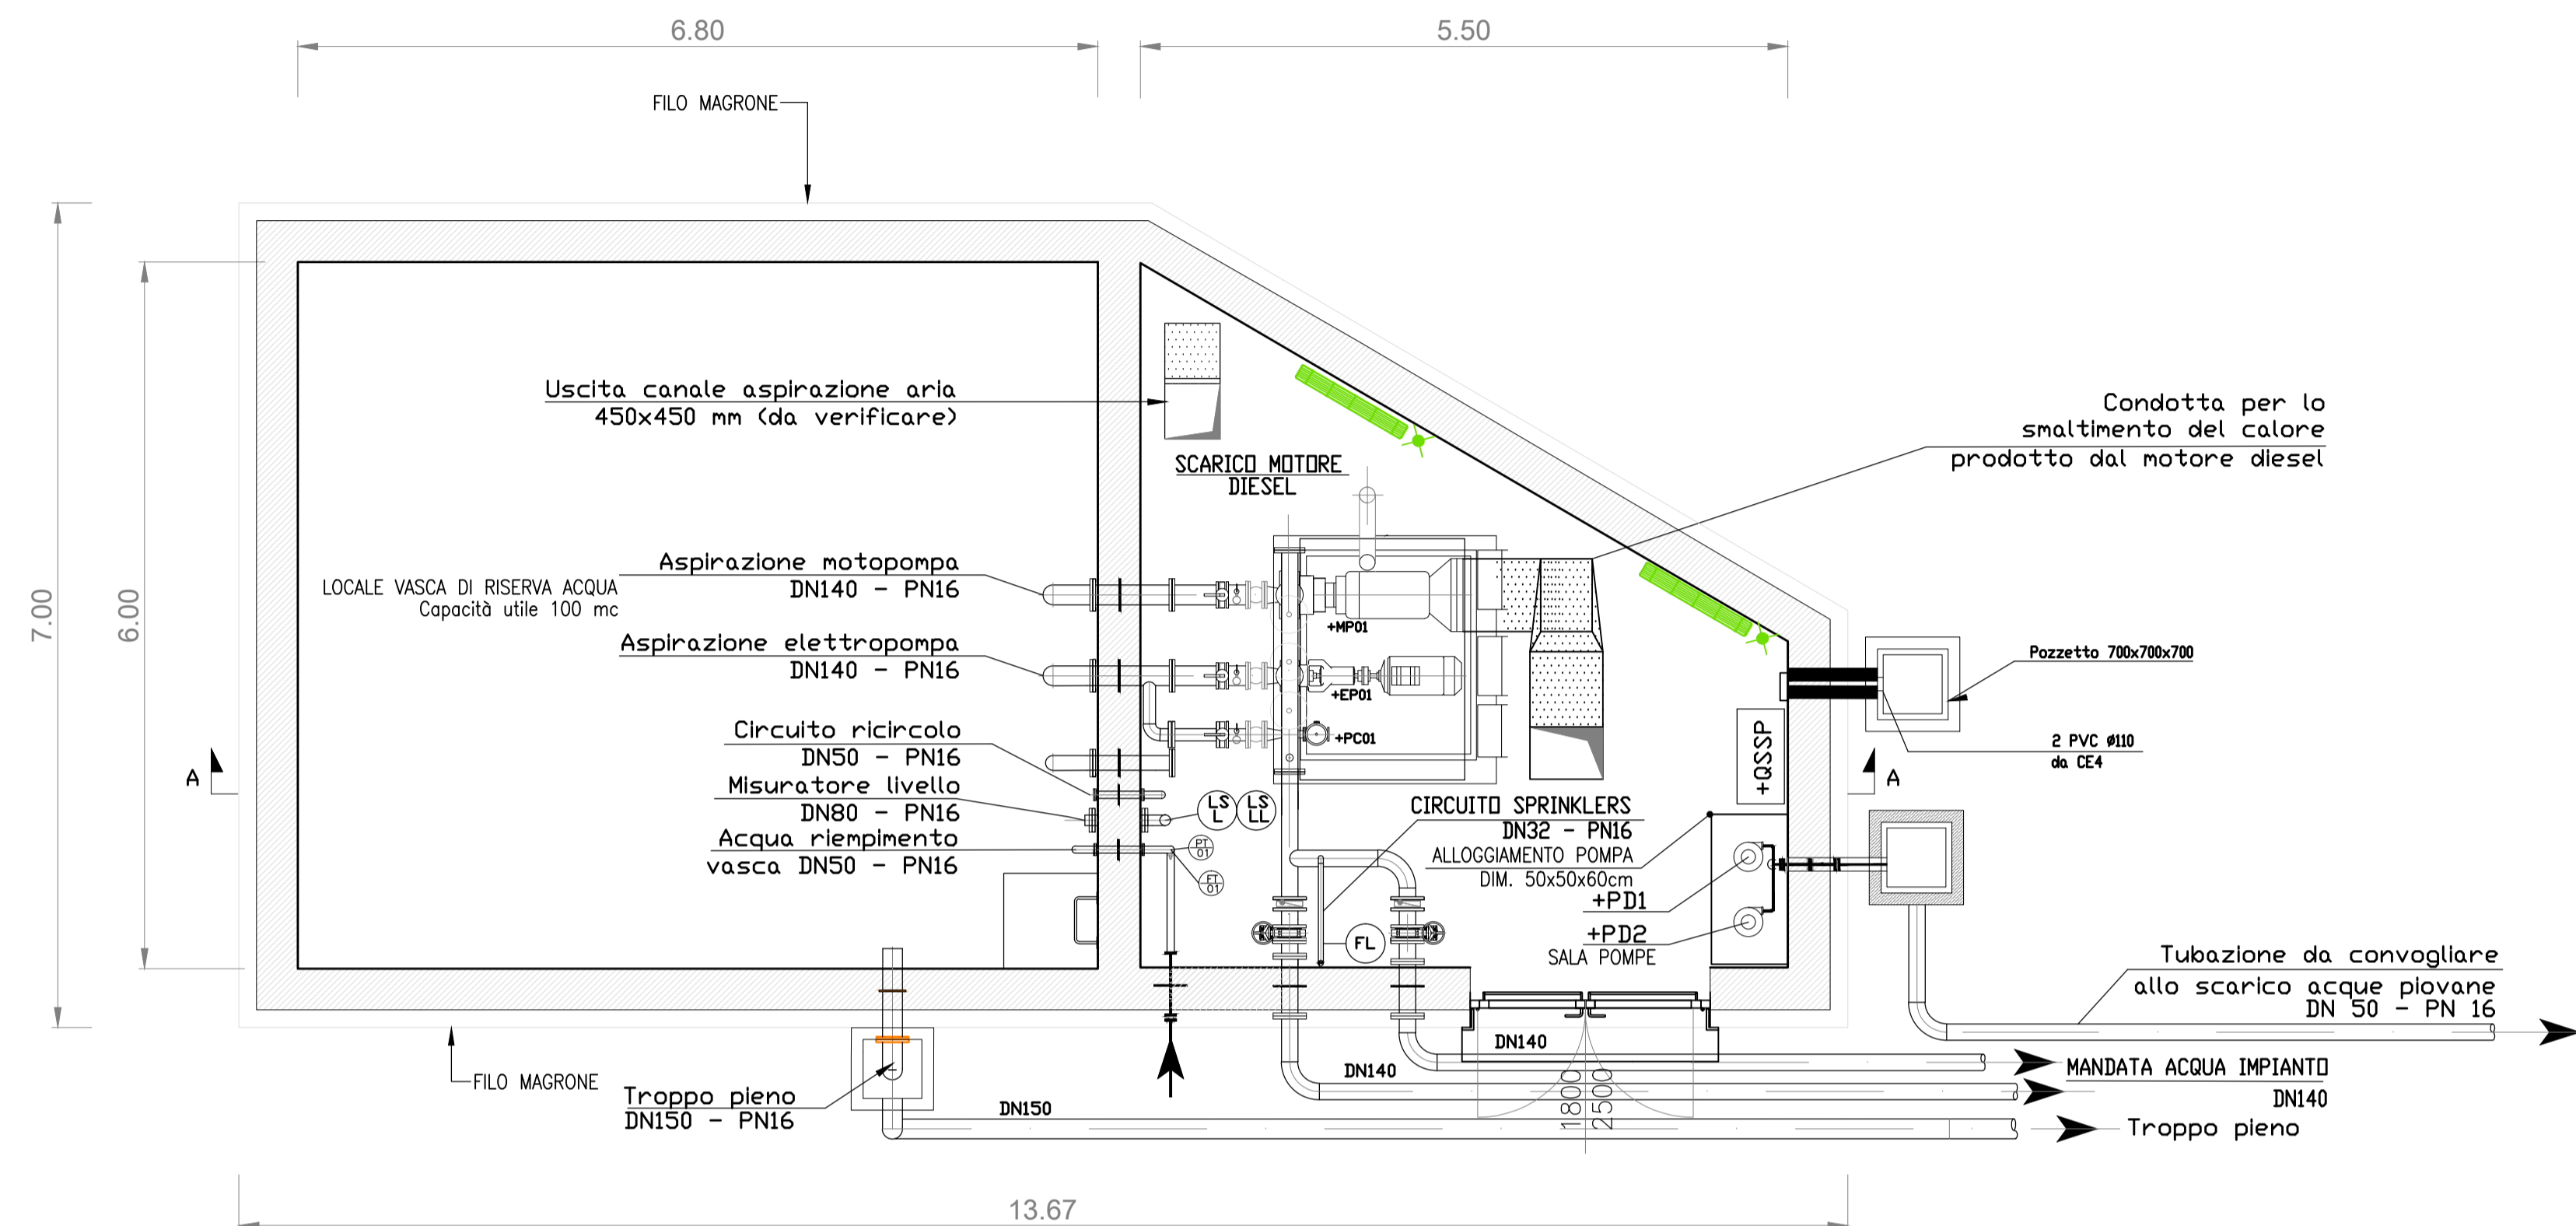 6.80
5.50
FILO MAGRONE
7.00
6.00
Uscita canale aspirazione aria
450x450 mm (da verificare)
SCARICO MOTORE
DIESEL
Condotta per lo
smaltimento del calore
prodotto dal motore diesel
LOCALE VASCA DI RISERVA ACQUA
Capacità utile 100 mc
Aspirazione motopompa
DN140 - PN16
+MP01
Aspirazione elettropompa
DN140 - PN16
+EP01
Circuito ricircolo
DN50 - PN16
+PC01
Misuratore livello
DN80 - PN16
Acqua riempimento
vasca DN50 - PN16
LS
L
LS
LL
PT
01
FT
01
Pozzetto 700x700x700
2 PVC ø110
da CE4
+QSSP
A
A
CIRCUITO SPRINKLERS
DN32 - PN16
ALLOGGIAMENTO POMPA
DIM. 50x50x60cm
+PD1
+PD2
SALA POMPE
FL
Tubazione da convogliare
allo scarico acque piovane
DN 50 - PN 16
FILO MAGRONE
Troppo pieno
DN150 - PN16
DN150
DN140
DN140
1800
2500
MANDATA ACQUA IMPIANTO
DN140
Troppo pieno
13.67